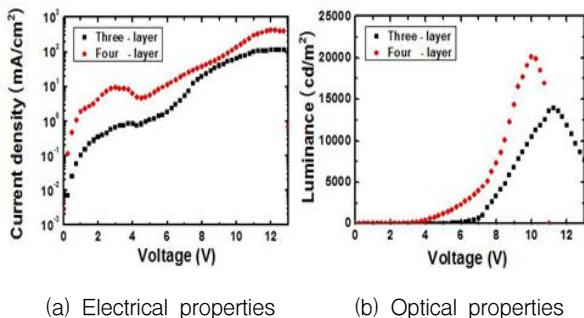 10³
10²
10¹
10⁰
10⁻¹
10⁻²
10⁻³
Current density ( mA/cm²)
Three - layer
Four - layer
0 2 4 6 8 10 12
Voltage (V)
(a) Electrical properties
25000
20000
15000
10000
5000
0
Luminance ( cd/m²)
Three - layer
Four - layer
0 2 4 6 8 10 12
Voltage (V)
(b) Optical properties